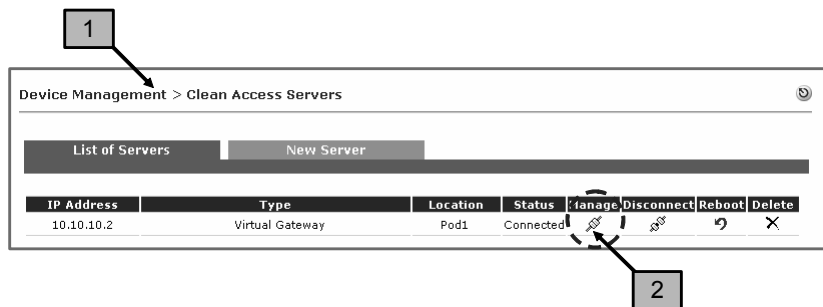 1
Device Management > Clean Access Servers
List of Servers New Server
IP Address Type Location Status Manage Disconnect Reboot Delete
10.10.10.2 Virtual Gateway Pod1 Connected
2